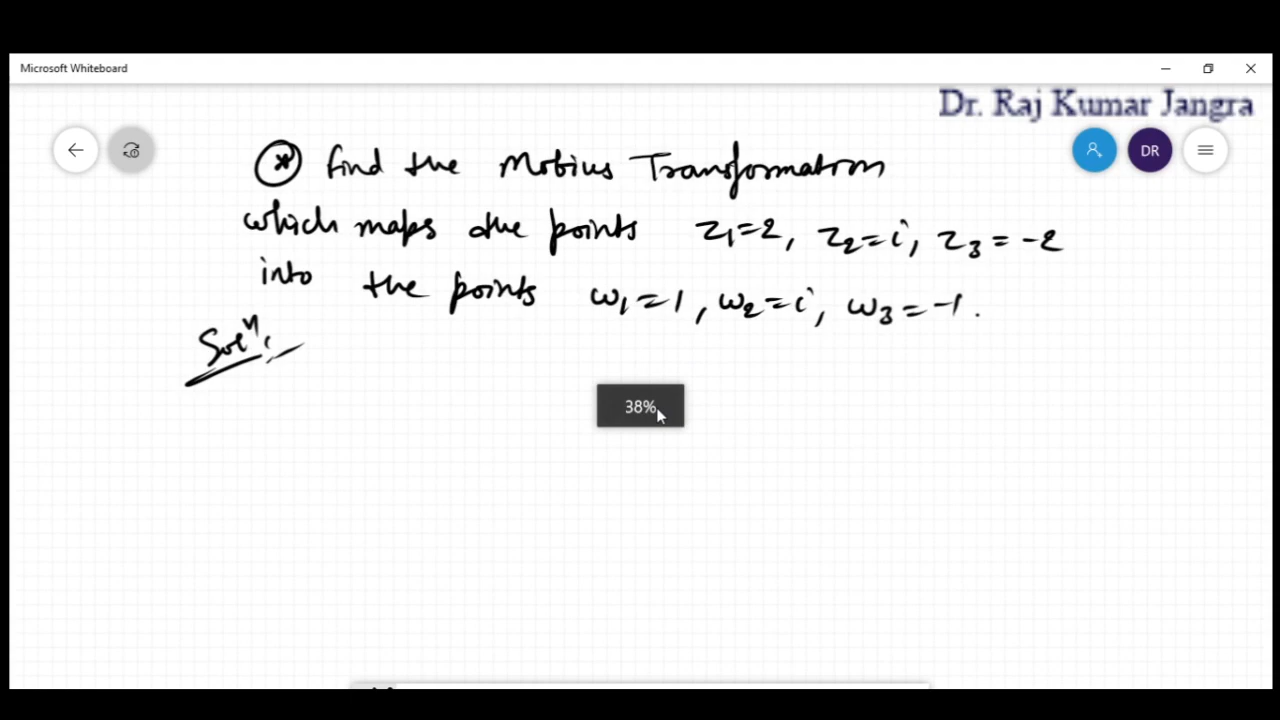 Microsoft Whiteboard
Dr. Raj Kumar Jangra
DR
* find the Mobius Transformation
which maps the points z₁=2, z₂=i, z₃=-2
into the points w₁=1, w₂=i, w₃=-1.
Solⁿ:
38%